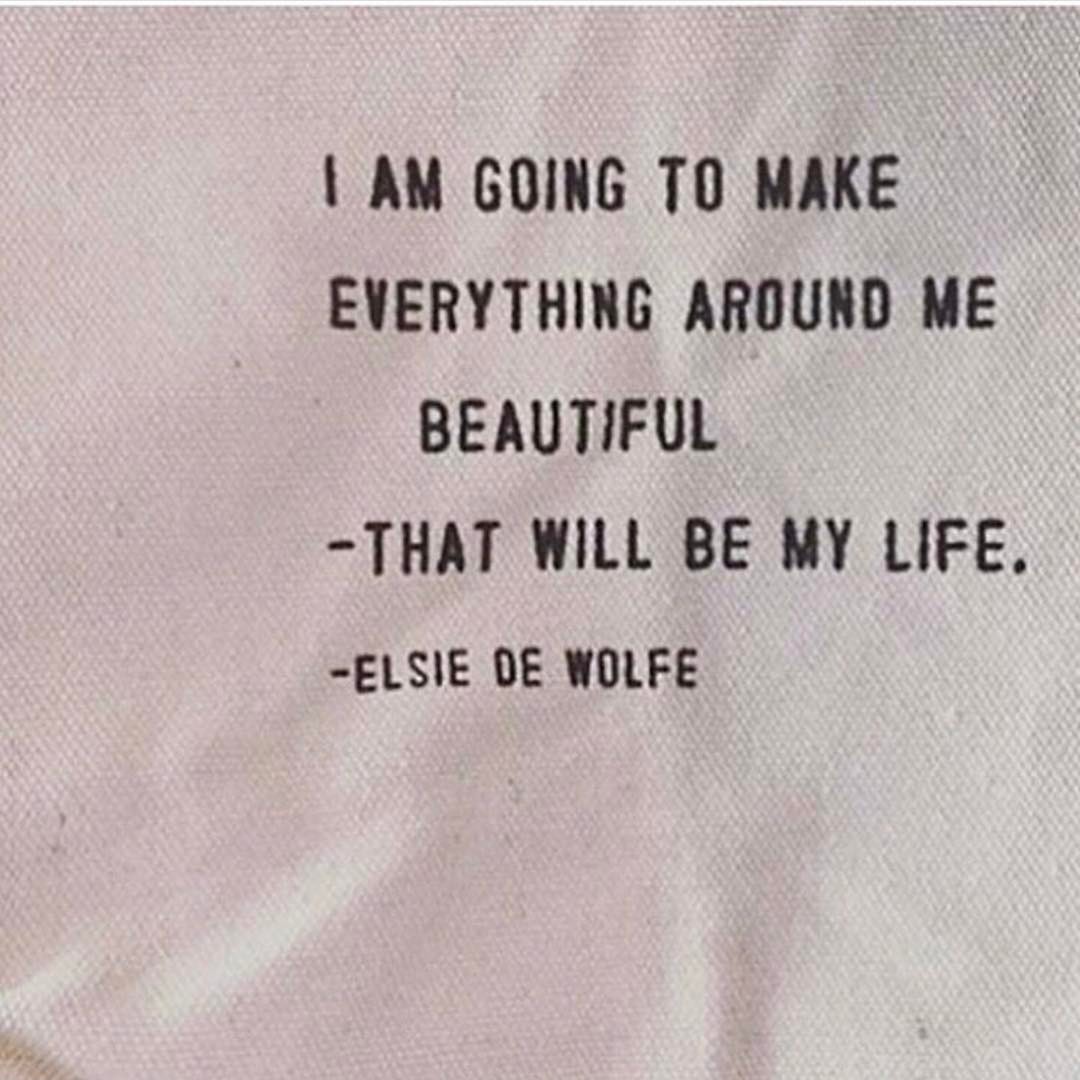 I AM GOING TO MAKE
EVERYTHING AROUND ME
BEAUTIFUL
-THAT WILL BE MY LIFE.
-ELSIE DE WOLFE